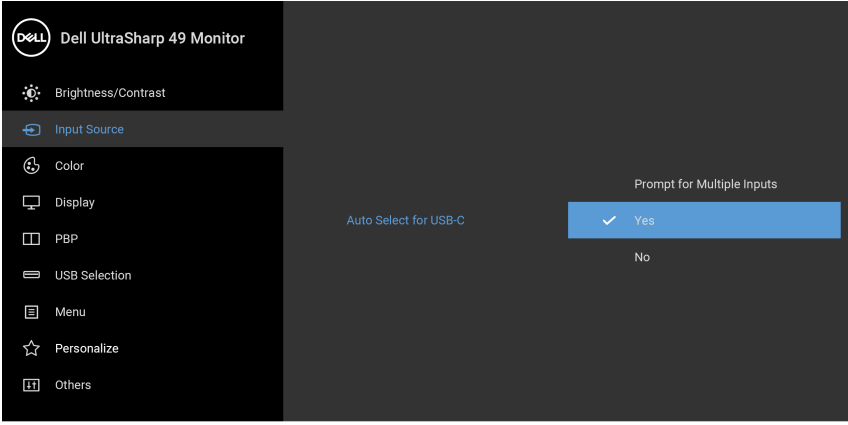 DELL
Dell UltraSharp 49 Monitor
Brightness/Contrast
Input Source
Color
Display
PBP
USB Selection
Menu
Personalize
Others
Auto Select for USB-C
Prompt for Multiple Inputs
Yes
No